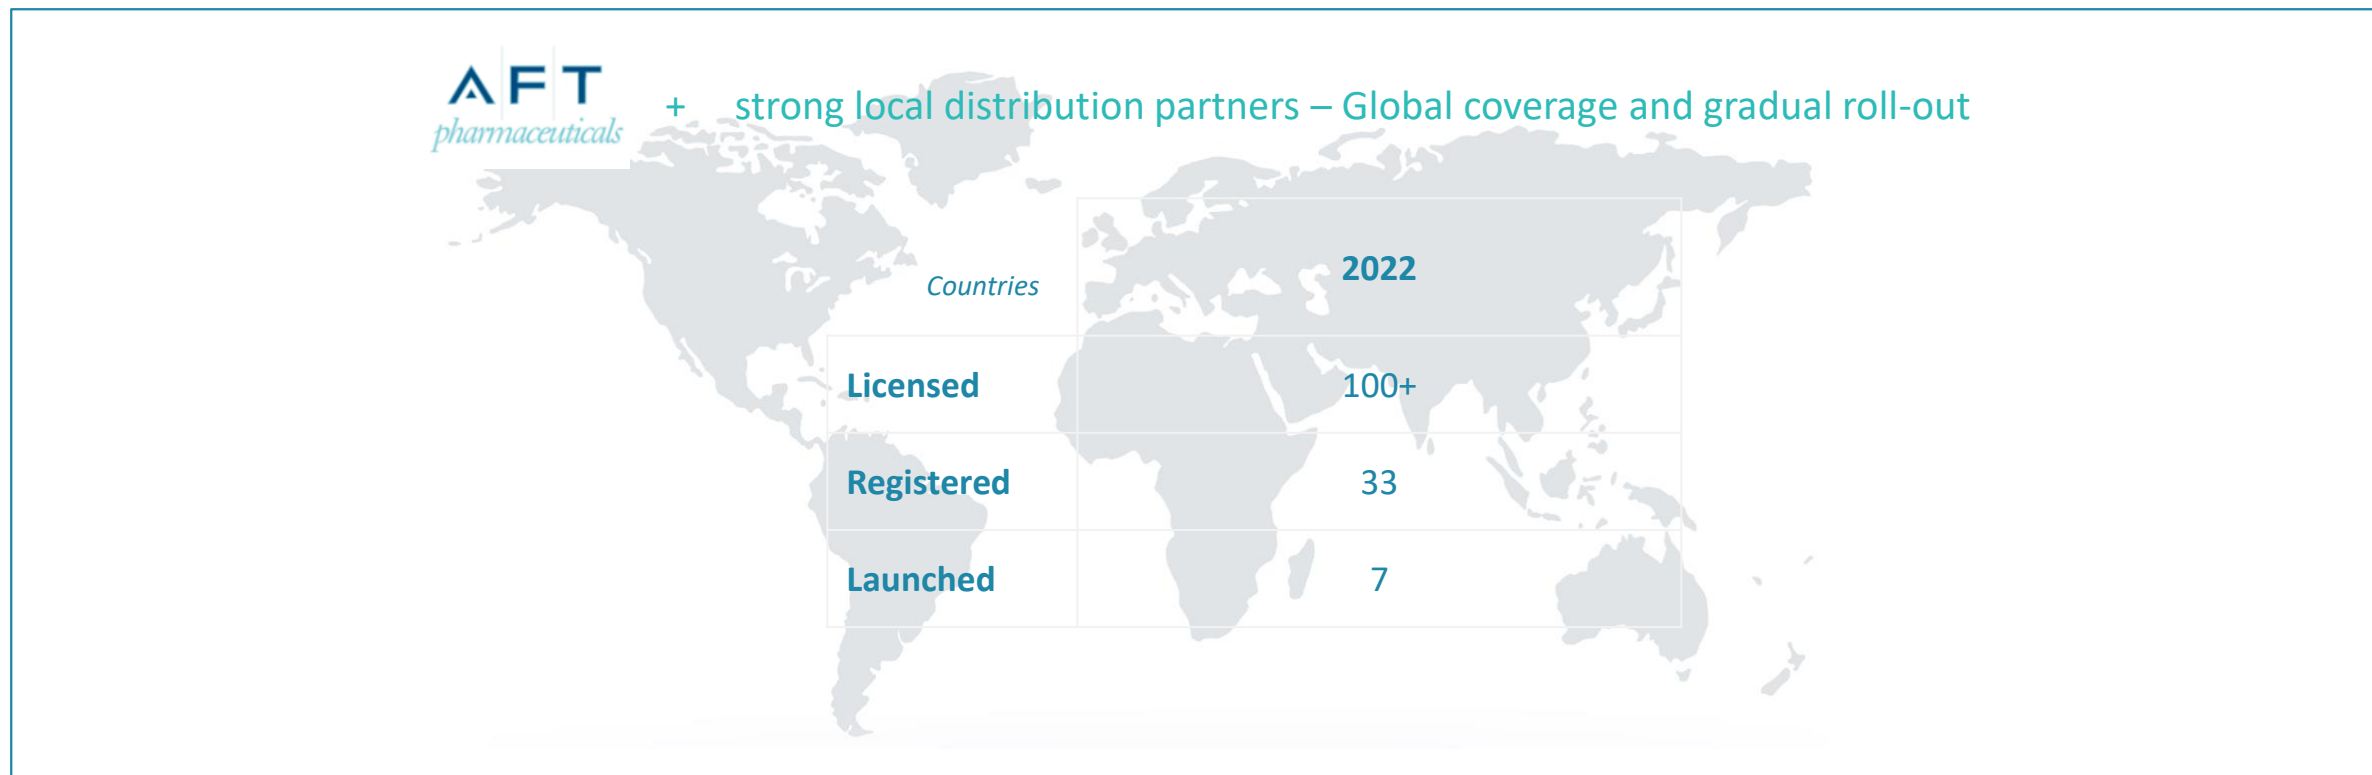 AFT
pharmaceuticals
+ strong local distribution partners – Global coverage and gradual roll-out
Countries 2022
Licensed 100+
Registered 33
Launched 7